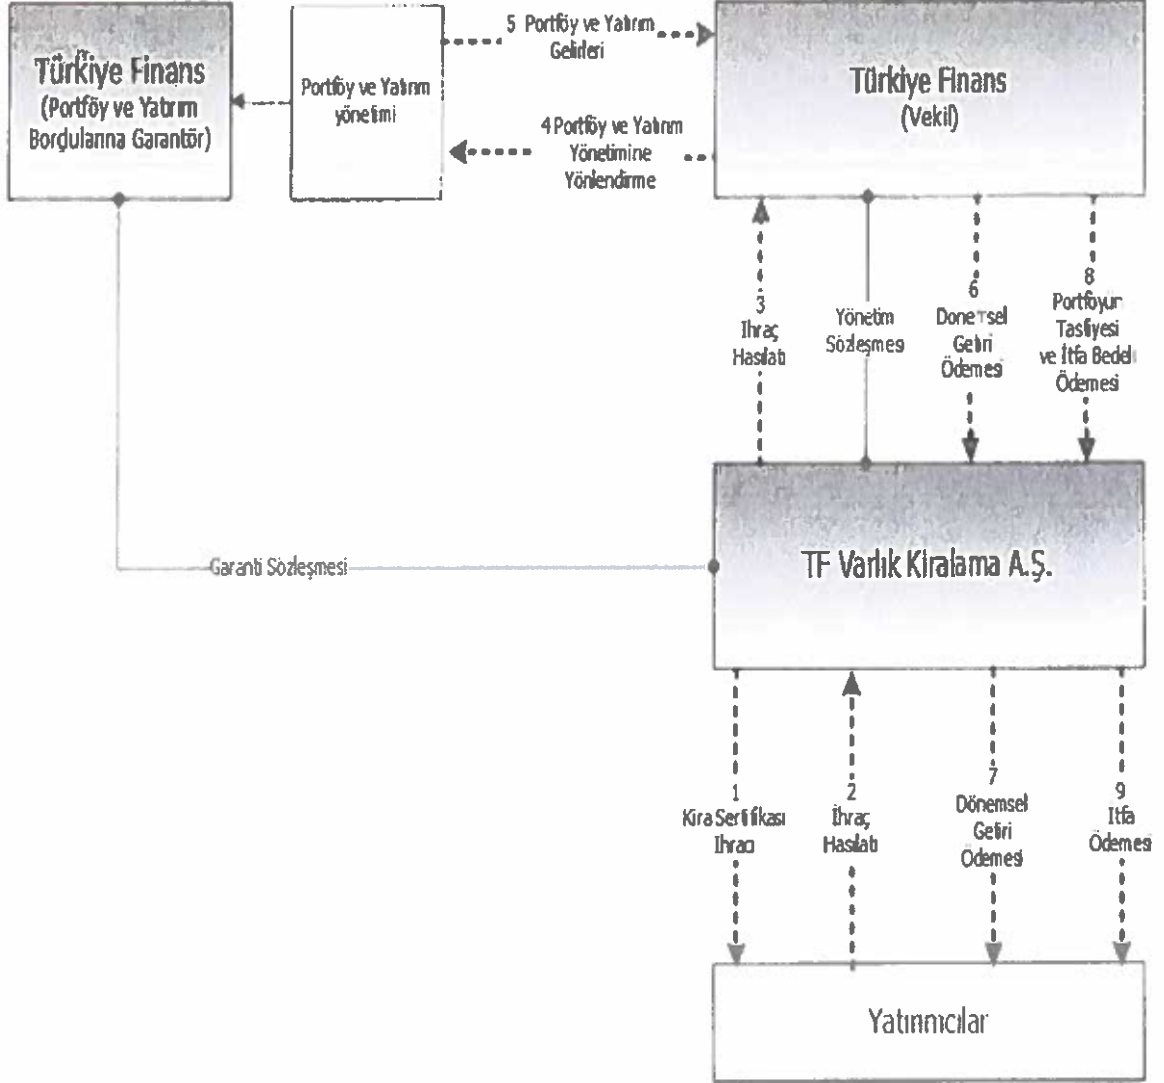 Türkiye Finans
(Portföy ve Yatırım
Borçlularına Garantör)
Portföy ve Yatırım
yönetimi
5 Portföy ve Yatırım
Gelirleri
4 Portföy ve Yatırım
Yönetimine
Yönlendirme
Türkiye Finans
(Vekil)
3
İhraç
Hasılatı
Yönetim
Sözleşmesi
6
Dönemsel
Getiri
Ödemesi
8
Portföyün
Tasfiyesi
ve İtfa Bedeli
Ödemesi
Garanti Sözleşmesi
TF Varlık Kiralama A.Ş.
1
Kira Sertifikası
İhracı
2
İhraç
Hasılatı
7
Dönemsel
Getiri
Ödemesi
9
İtfa
Ödemesi
Yatırımcılar